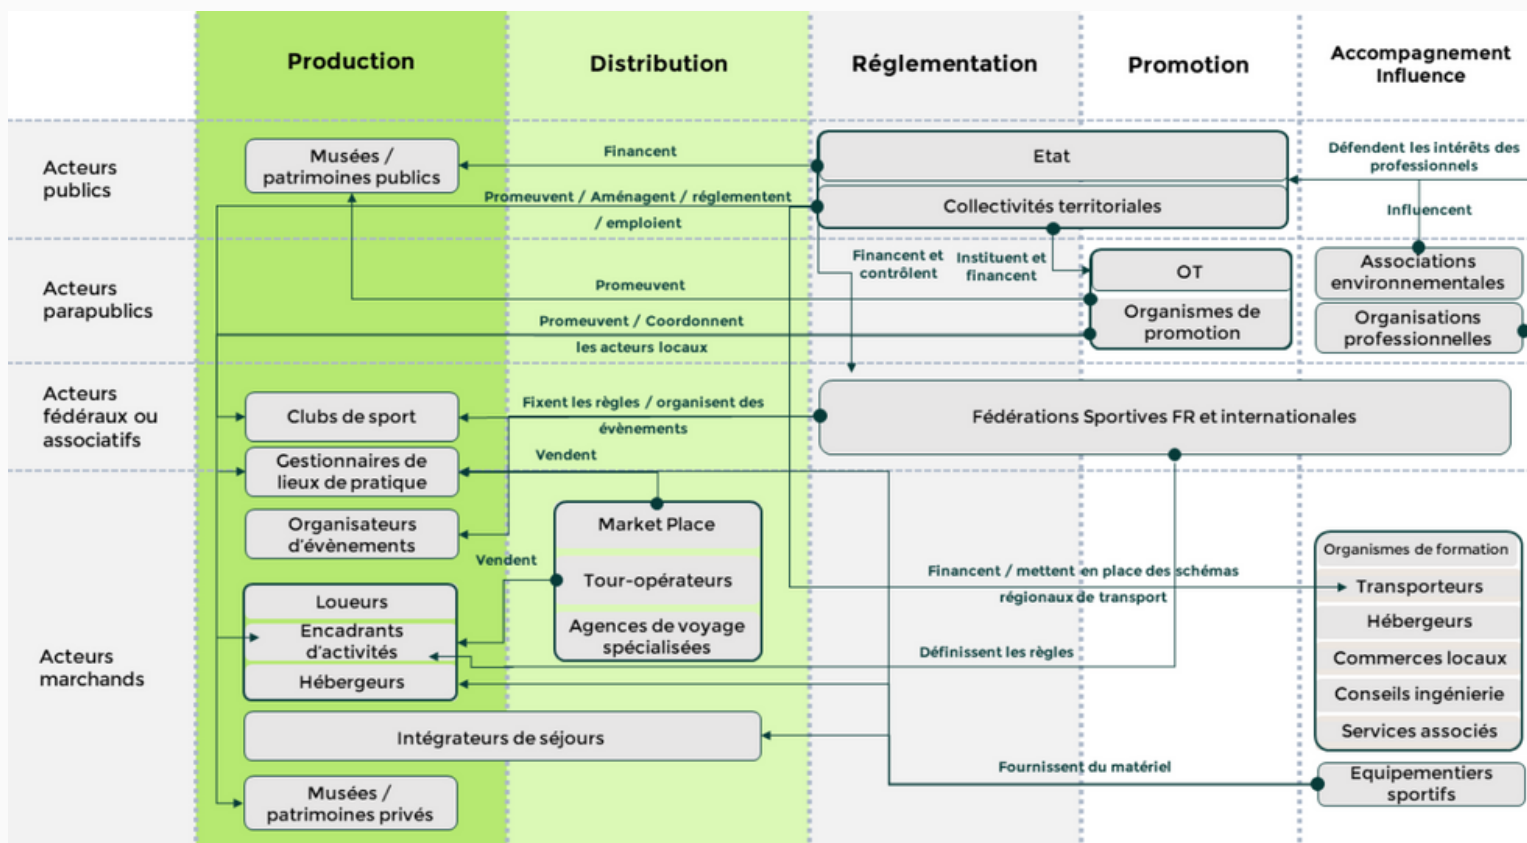 Production
Distribution
Réglementation
Promotion
Accompagnement
Influence
Acteurs
publics
Musées /
patrimoines publics
Financent
Etat
Défendent les intérêts des
professionnels
Promeuvent / Aménagent / réglementent
/ emploient
Collectivités territoriales
Influencent
Acteurs
parapublics
Financent et
contrôlent
Instituent et
financent
OT
Associations
environnementales
Promeuvent
Organismes de
promotion
Organisations
professionnelles
Promeuvent / Coordonnent
les acteurs locaux
Acteurs
fédéraux ou
associatifs
Clubs de sport
Fixent les règles / organisent des
évènements
Fédérations Sportives FR et internationales
Gestionnaires de
lieux de pratique
Vendent
Acteurs
marchands
Organisateurs
d'évènements
Market Place
Vendent
Tour-opérateurs
Agences de voyage
spécialisées
Loueurs
Encadrants
d'activités
Hébergeurs
Financent / mettent en place des schémas
régionaux de transport
Définissent les règles
Organismes de formation
Transporteurs
Hébergeurs
Commerces locaux
Conseils ingénierie
Services associés
Intégrateurs de séjours
Fournissent du matériel
Equipementiers
sportifs
Musées /
patrimoines privés